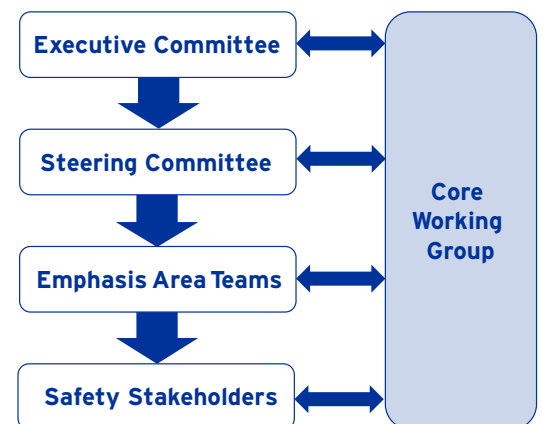 Executive Committee
Steering Committee
Emphasis Area Teams
Safety Stakeholders
Core
Working
Group